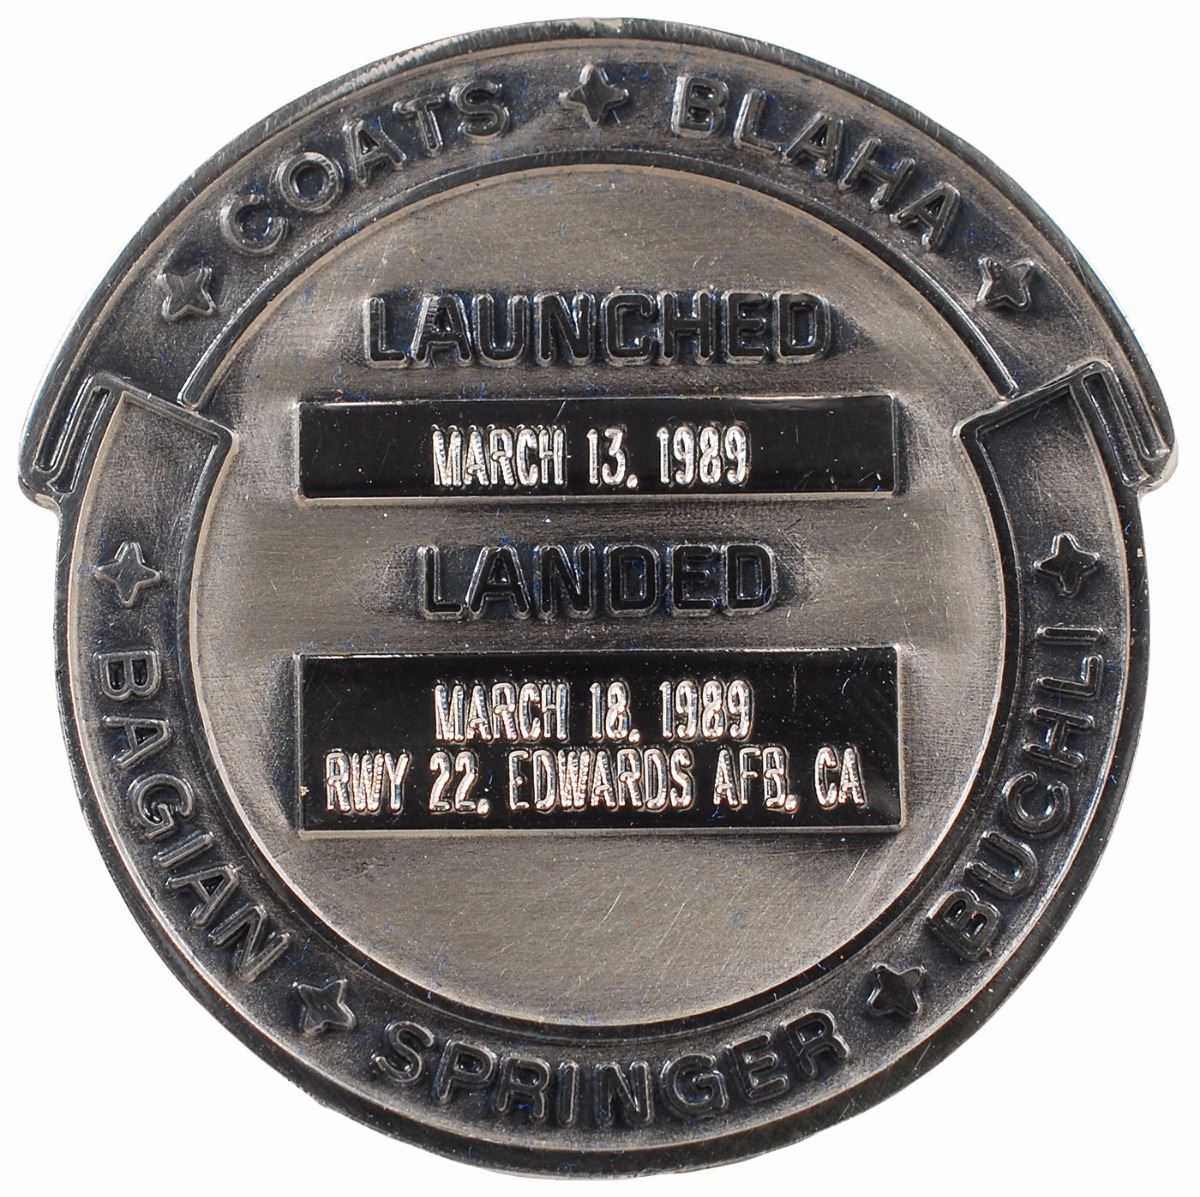 COATS ★ BLAHA
LAUNCHED
MARCH 13, 1989
LANDED
MARCH 18, 1989
RWY 22, EDWARDS AFB, CA
BAGIAN ★ SPRINGER ★ BUCHLI